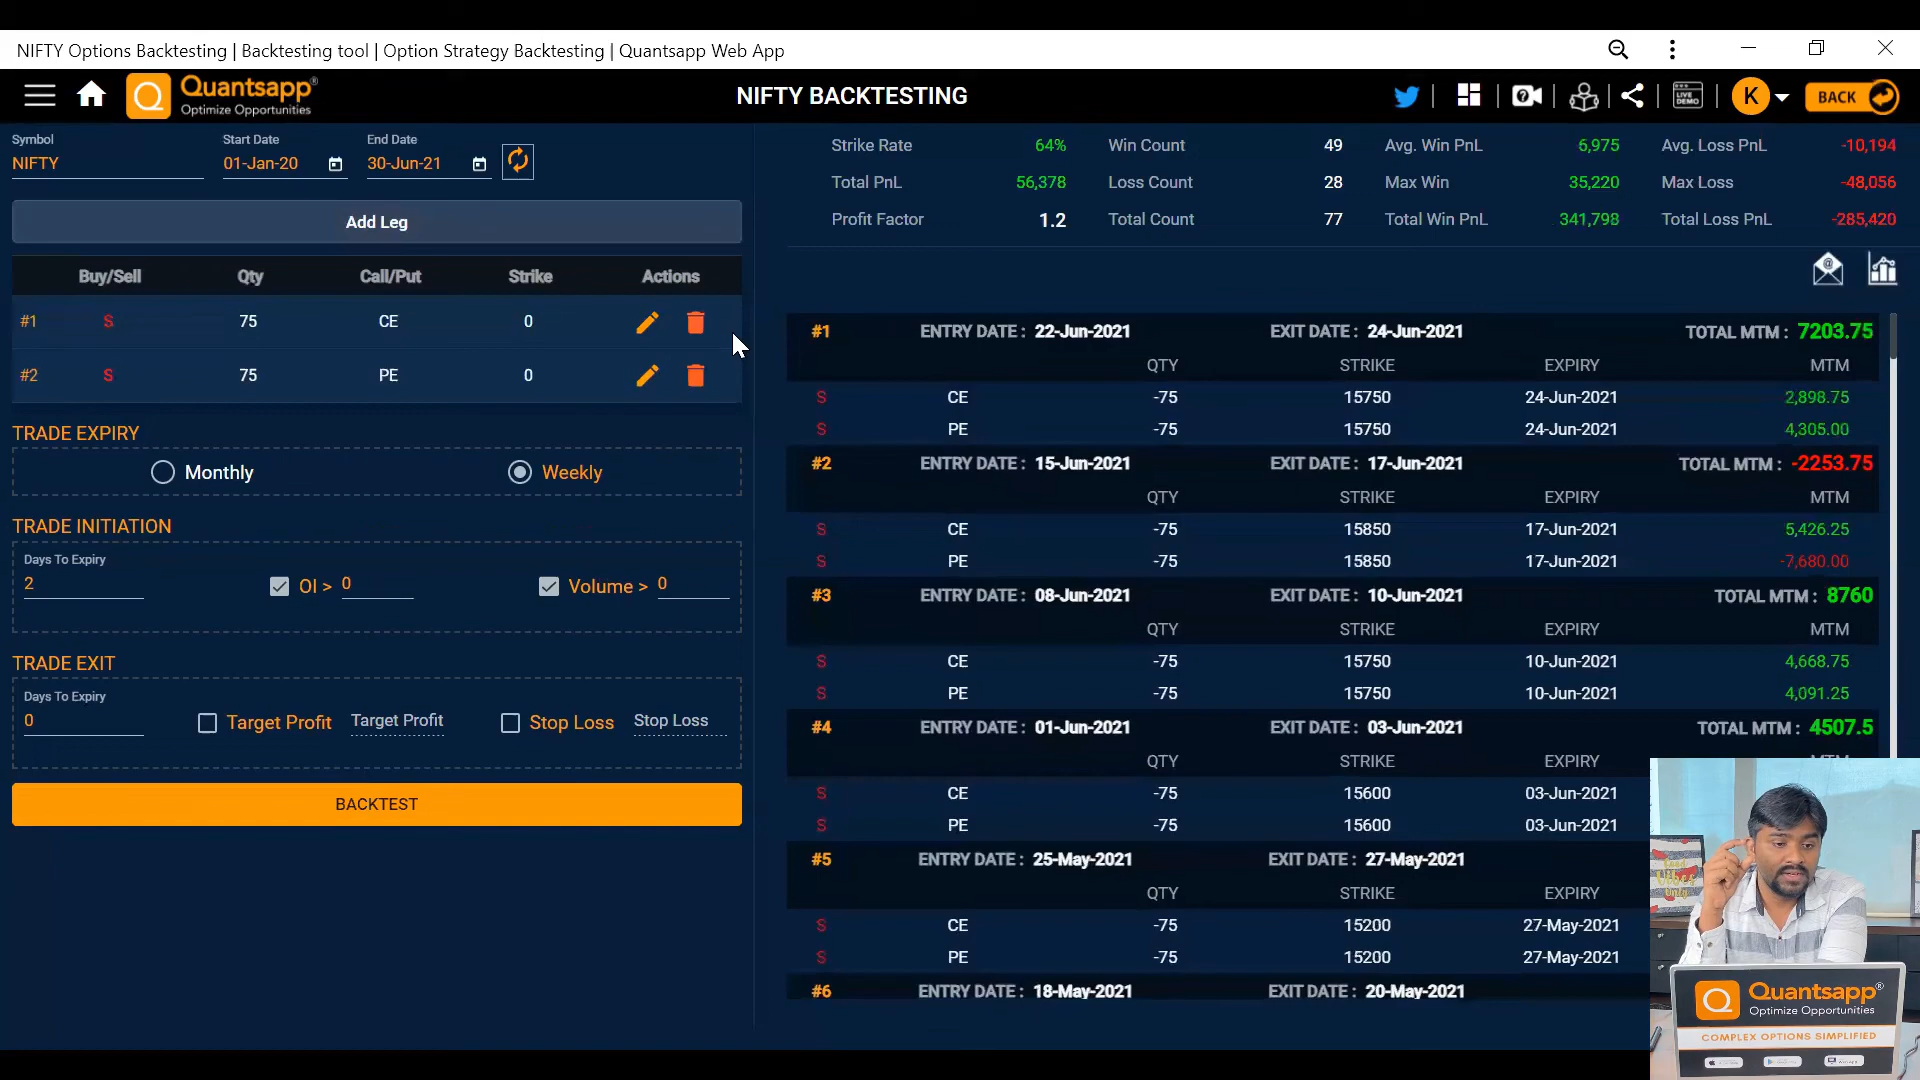 NIFTY Options Backtesting | Backtesting tool | Option Strategy Backtesting | Quantsapp Web App
Quantsapp®
Optimize Opportunities
NIFTY BACKTESTING
LIVE DEMO
K
BACK
Symbol Start Date End Date
NIFTY 01-Jan-20 30-Jun-21
Add Leg
Buy/Sell Qty Call/Put Strike Actions
#1 S 75 CE 0
#2 S 75 PE 0
TRADE EXPIRY
Monthly Weekly
TRADE INITIATION
Days To Expiry
2 OI > 0 Volume > 0
TRADE EXIT
Days To Expiry
0 Target Profit Target Profit Stop Loss Stop Loss
BACKTEST
Strike Rate 64% Win Count 49 Avg. Win PnL 6,975 Avg. Loss PnL -10,194
Total PnL 56,378 Loss Count 28 Max Win 35,220 Max Loss -48,056
Profit Factor 1.2 Total Count 77 Total Win PnL 341,798 Total Loss PnL -285,420
#1 ENTRY DATE : 22-Jun-2021 EXIT DATE : 24-Jun-2021 TOTAL MTM : 7203.75
QTY STRIKE EXPIRY MTM
S CE -75 15750 24-Jun-2021 2,898.75
S PE -75 15750 24-Jun-2021 4,305.00
#2 ENTRY DATE : 15-Jun-2021 EXIT DATE : 17-Jun-2021 TOTAL MTM : -2253.75
QTY STRIKE EXPIRY MTM
S CE -75 15850 17-Jun-2021 5,426.25
S PE -75 15850 17-Jun-2021 -7,680.00
#3 ENTRY DATE : 08-Jun-2021 EXIT DATE : 10-Jun-2021 TOTAL MTM : 8760
QTY STRIKE EXPIRY MTM
S CE -75 15750 10-Jun-2021 4,668.75
S PE -75 15750 10-Jun-2021 4,091.25
#4 ENTRY DATE : 01-Jun-2021 EXIT DATE : 03-Jun-2021 TOTAL MTM : 4507.5
QTY STRIKE EXPIRY
S CE -75 15600 03-Jun-2021
S PE -75 15600 03-Jun-2021
#5 ENTRY DATE : 25-May-2021 EXIT DATE : 27-May-2021
QTY STRIKE EXPIRY
S CE -75 15200 27-May-2021
S PE -75 15200 27-May-2021
#6 ENTRY DATE : 18-May-2021 EXIT DATE : 20-May-2021
Good
Vibes
Only
Quantsapp®
Optimize Opportunities
COMPLEX OPTIONS SIMPLIFIED